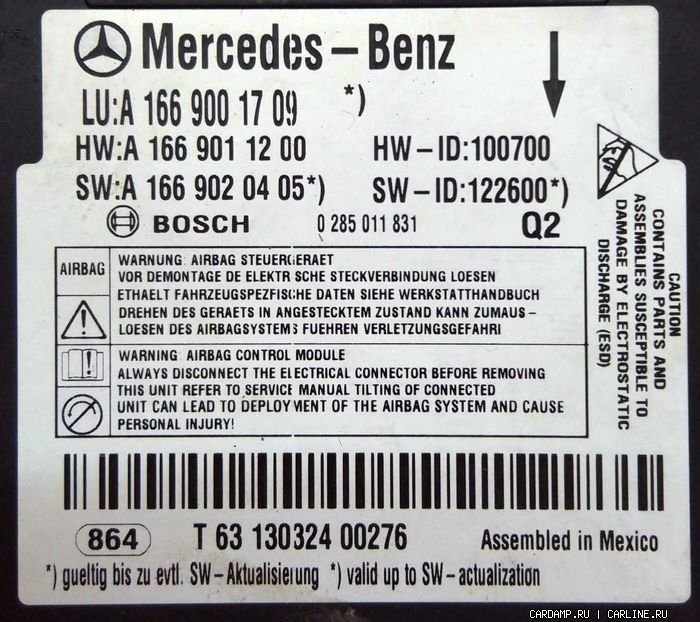 Mercedes-Benz
LU:A 166 900 17 09 *)
HW:A 166 901 12 00 HW-ID:100700
SW:A 166 902 04 05*) SW-ID:122600*)
BOSCH 0 285 011 831 Q2
AIRBAG
WARNUNG: AIRBAG STEUERGERAET
VOR DEMONTAGE DE ELEKTR SCHE STECKVERBINDUNG LOESEN
ETHAELT FAHRZEUGSPEZFISCHE DATEN SIEHE WERKSTATTHANDBUCH
DREHEN DES GERAETS IN ANGESTECKTEM ZUSTAND KANN ZUMAUS-
LOESEN DES AIRBAGSYSTEMS FUEHREN VERLETZUNGSGEFAHR!
WARNING: AIRBAG CONTROL MODULE
ALWAYS DISCONNECT THE ELECTRICAL CONNECTOR BEFORE REMOVING
THIS UNIT REFER TO SERVICE MANUAL TILTING OF CONNECTED
UNIT CAN LEAD TO DEPLOYMENT OF THE AIRBAG SYSTEM AND CAUSE
PERSONAL INJURY!
CAUTION
CONTAINS PARTS AND
ASSEMBLIES SUSCEPTIBLE TO
DAMAGE BY ELECTROSTATIC
DISCHARGE (ESD)
864 T 63 130324 00276 Assembled in Mexico
*) gueltig bis zu evtl. SW-Aktualisierung *) valid up to SW-actualization
CARDAMP.RU | CARLINE.RU